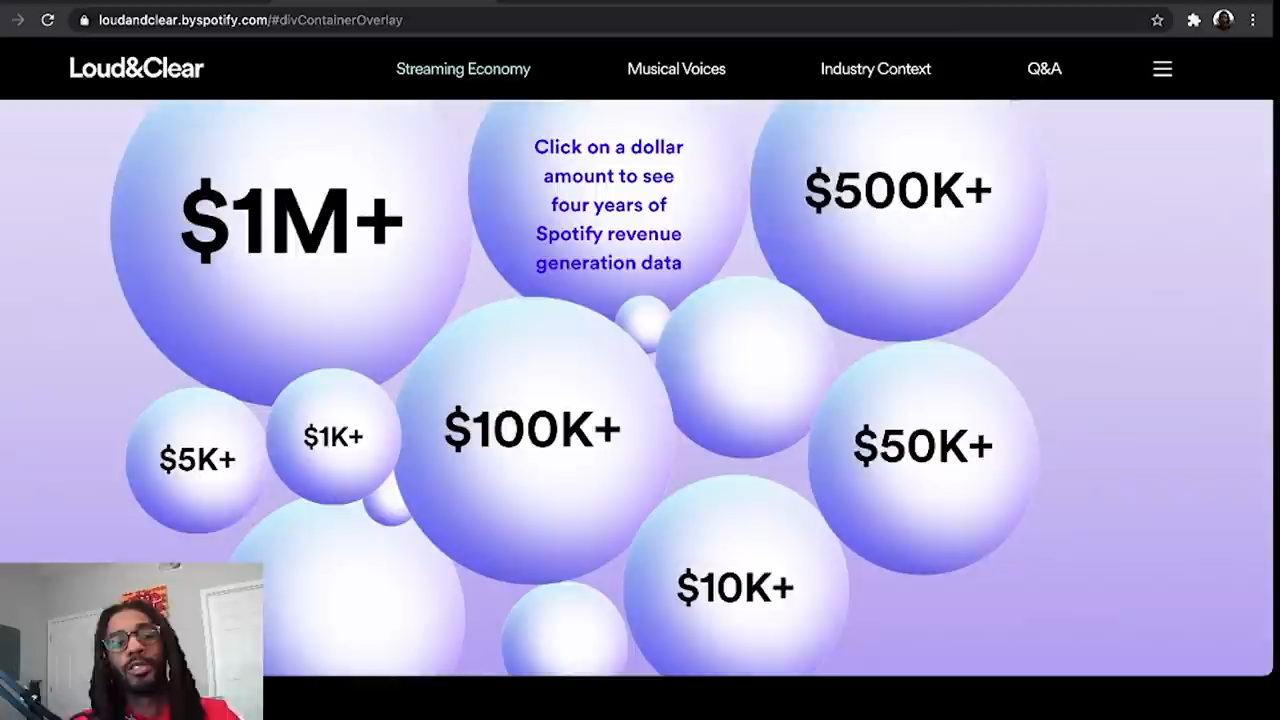 loudandclear.byspotify.com/#divContainerOverlay
Loud&Clear
Streaming Economy
Musical Voices
Industry Context
Q&A
$1M+
Click on a dollar
amount to see
four years of
Spotify revenue
generation data
$500K+
$5K+
$1K+
$100K+
$50K+
$10K+